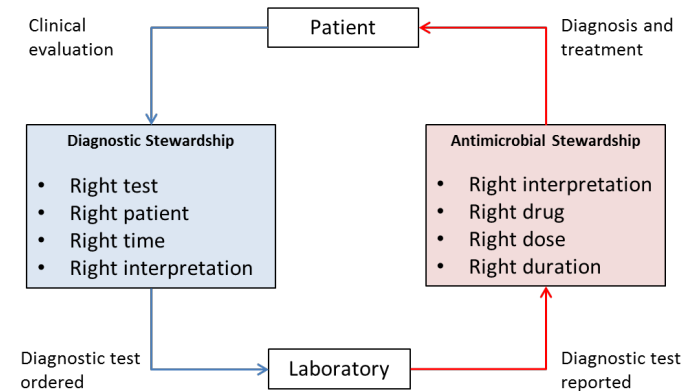 Clinical
evaluation
Patient
Diagnosis and
treatment
Diagnostic Stewardship
• Right test
• Right patient
• Right time
• Right interpretation
Antimicrobial Stewardship
• Right interpretation
• Right drug
• Right dose
• Right duration
Diagnostic test
ordered
Laboratory
Diagnostic test
reported